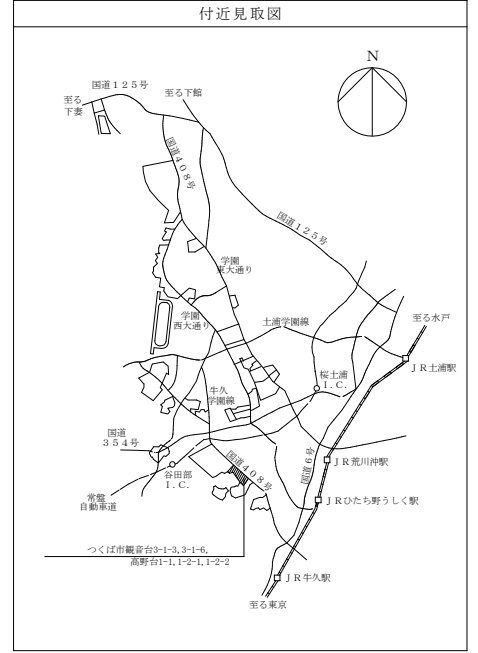 付近見取図
N
国道１２５号
至る
下妻
至る下館
国道４０８号
国道１２５号
学園
東大通り
学園
西大通り
土浦学園線
至る水戸
ＪＲ土浦駅
桜土浦
Ｉ.Ｃ.
牛久
学園線
国道
３５４号
谷田部
Ｉ.Ｃ.
国道４０８号
国道６号
ＪＲ荒川沖駅
常盤
自動車道
ＪＲひたち野うしく駅
つくば市観音台3-1-3, 3-1-6,
高野台1-1, 1-2-1, 1-2-2
ＪＲ牛久駅
至る東京